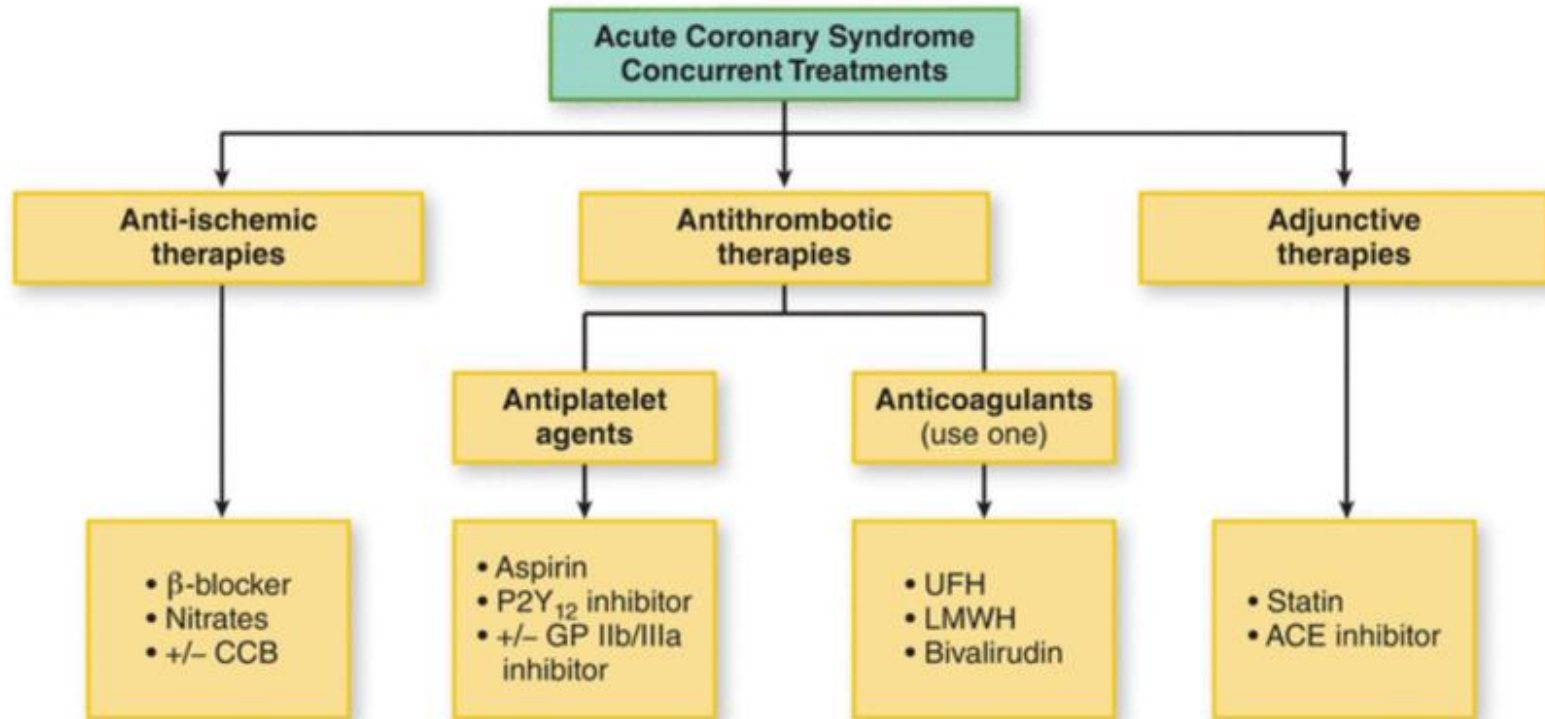 Acute Coronary Syndrome
Concurrent Treatments
Anti-ischemic
therapies
Antithrombotic
therapies
Adjunctive
therapies
Antiplatelet
agents
Anticoagulants
(use one)
• β-blocker
• Nitrates
• +/– CCB
• Aspirin
• P2Y₁₂ inhibitor
• +/– GP IIb/IIIa
inhibitor
• UFH
• LMWH
• Bivalirudin
• Statin
• ACE inhibitor